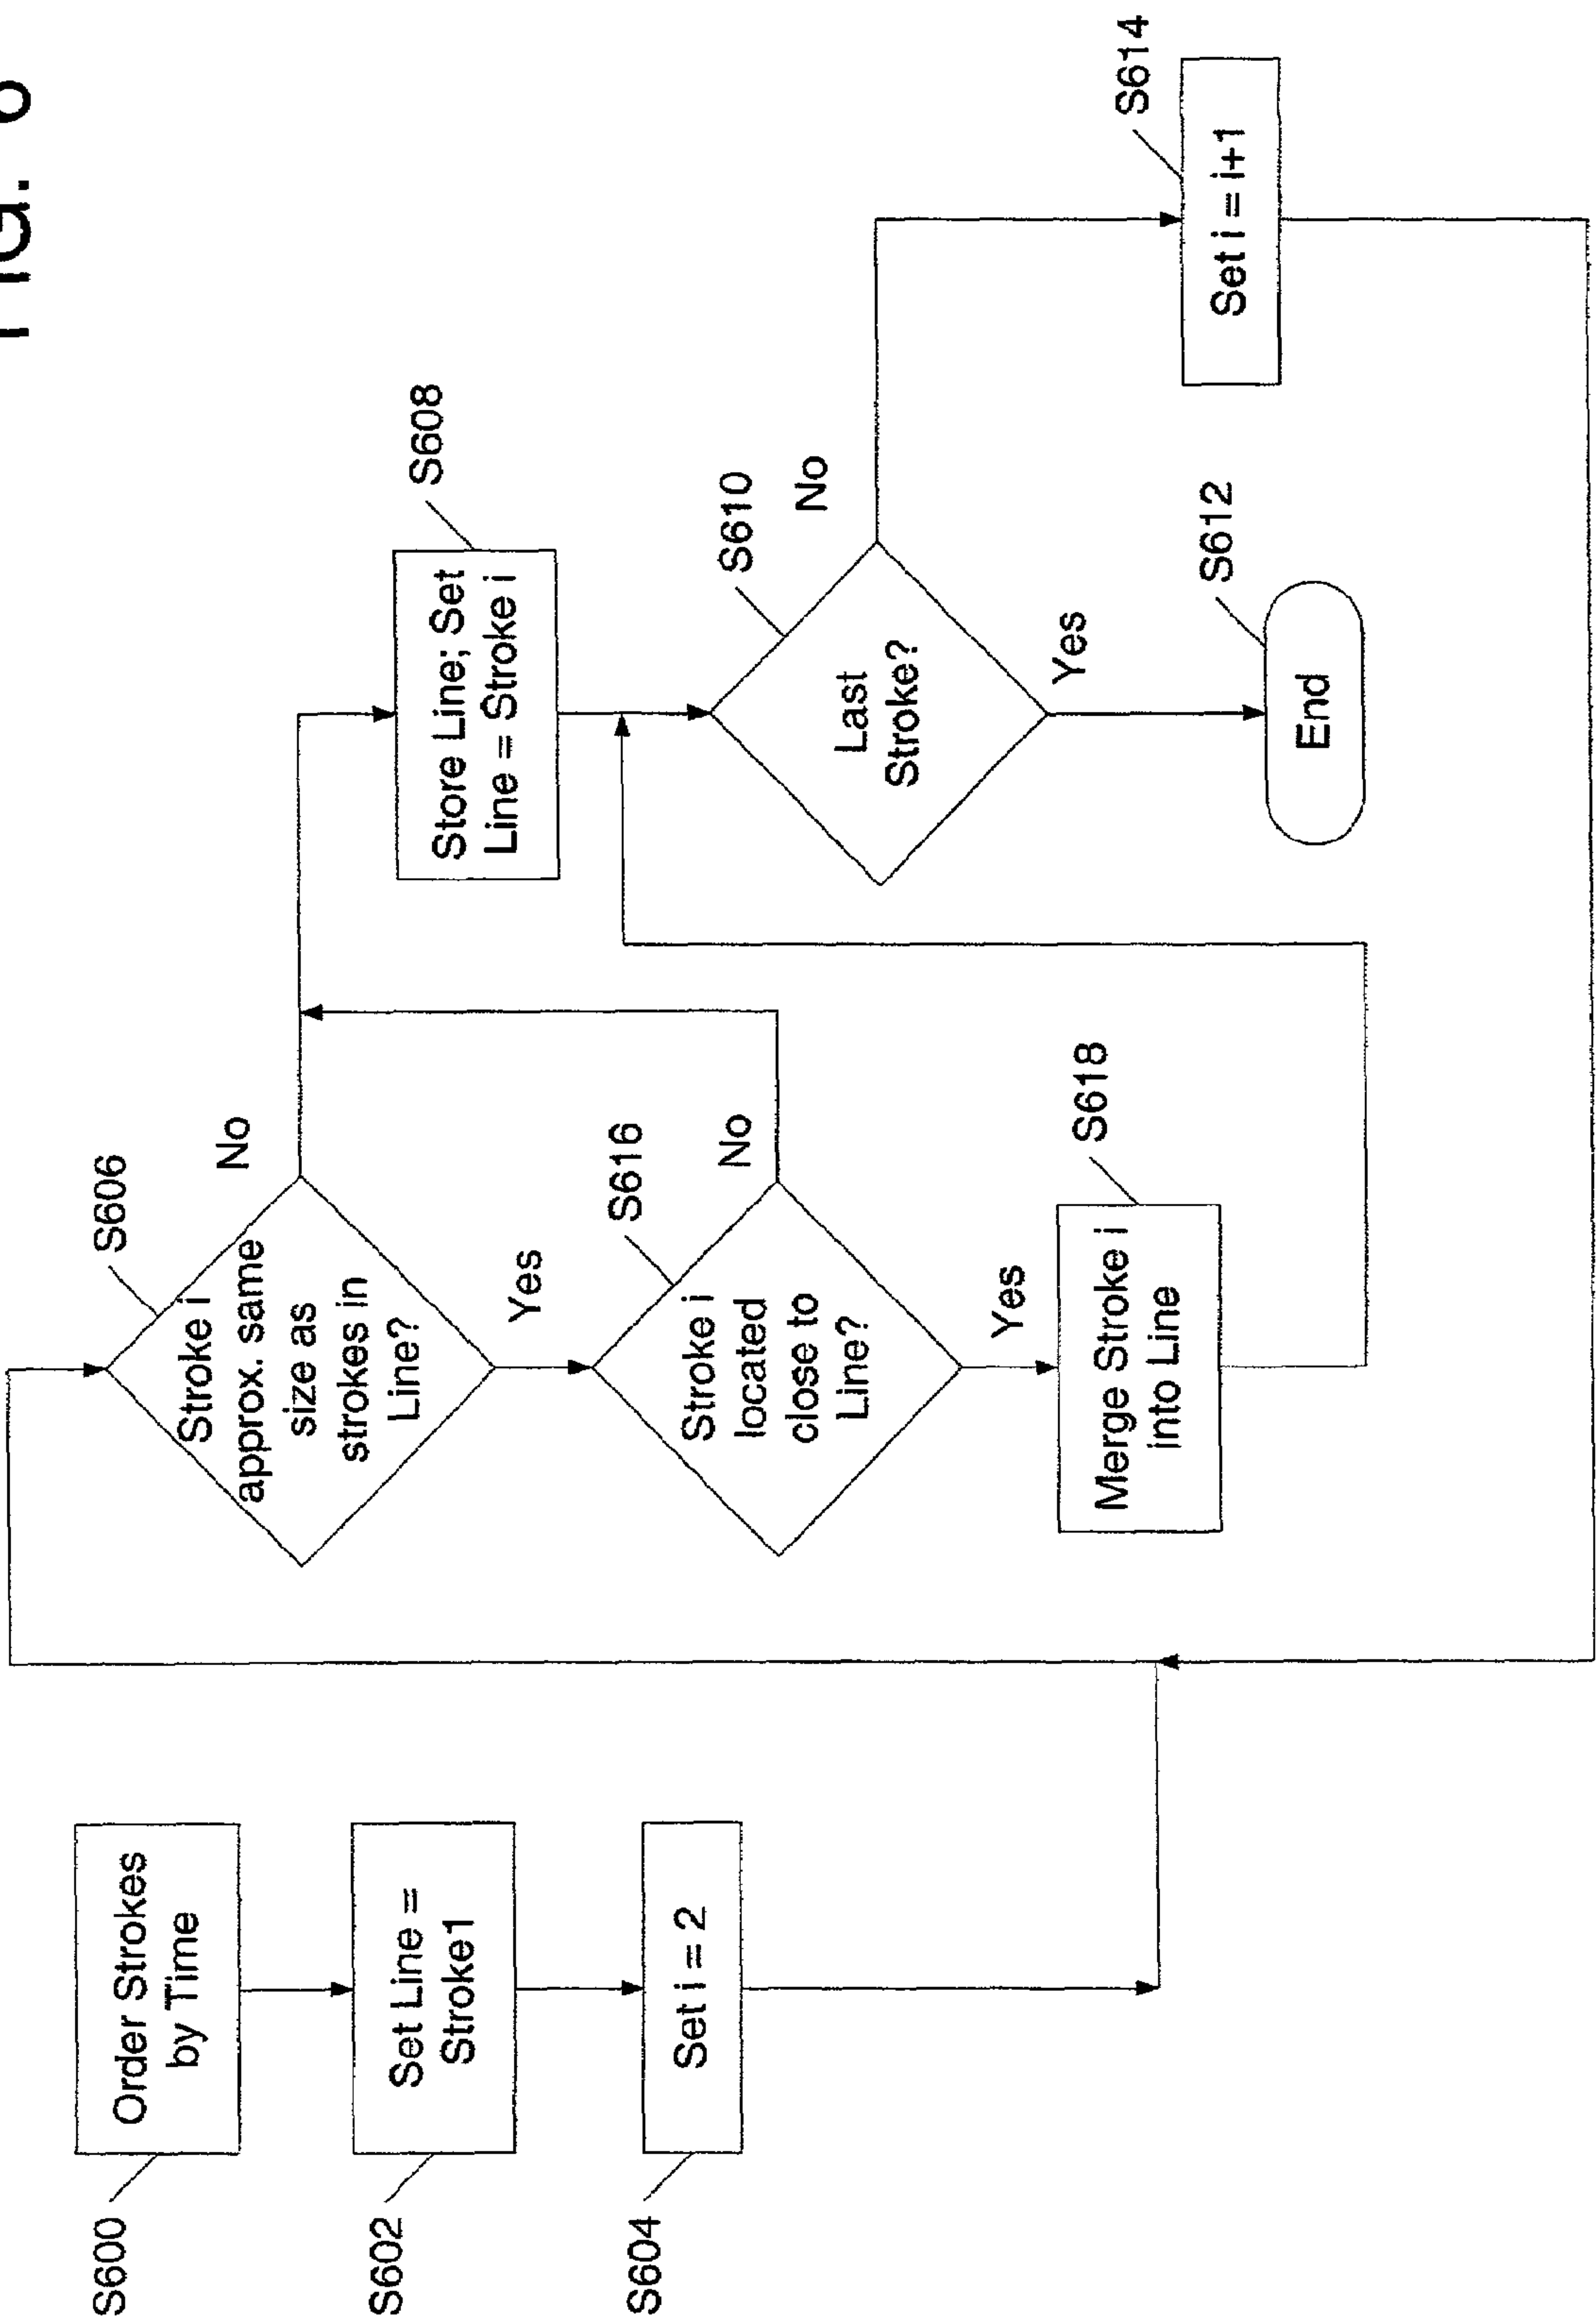 FIG. 6
S600
Order Strokes
by Time
S602
Set Line =
Stroke1
S604
Set i = 2
S606
Stroke i
approx. same
size as
strokes in
Line?
No
Yes
S616
Stroke i
located
close to
Line?
No
Yes
S618
Merge Stroke i
into Line
S608
Store Line; Set
Line = Stroke i
S610
Last
Stroke?
No
Yes
S612
End
S614
Set i = i+1